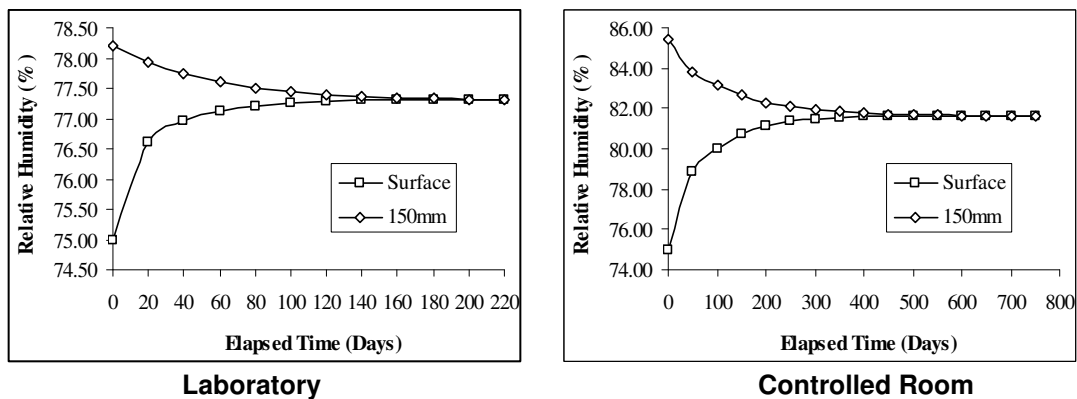 78.50
78.00
77.50
77.00
76.50
76.00
75.50
75.00
74.50
Relative Humidity (%)
0 20 40 60 80 100 120 140 160 180 200 220
Elapsed Time (Days)
Surface
150mm
Laboratory
86.00
84.00
82.00
80.00
78.00
76.00
74.00
Relative Humidity (%)
0 100 200 300 400 500 600 700 800
Elapsed Time (Days)
Surface
150mm
Controlled Room